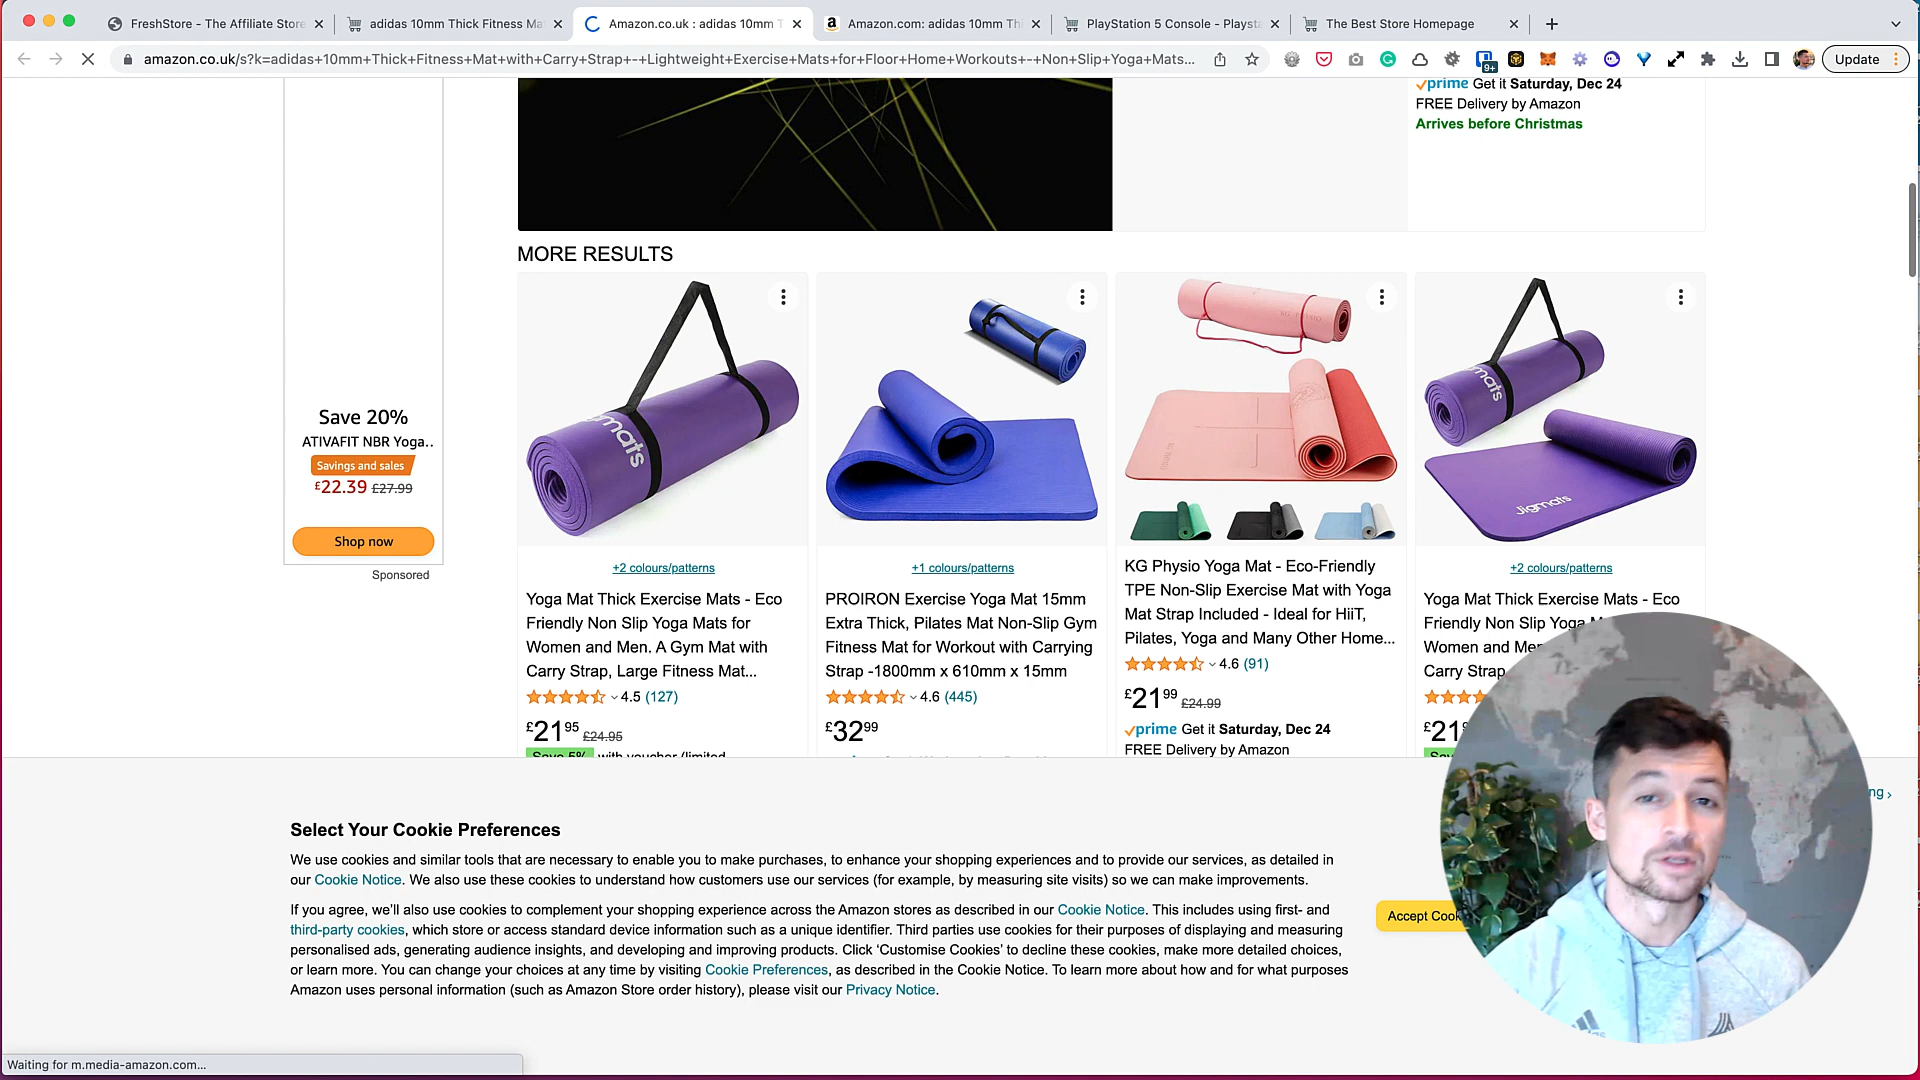 FreshStore - The Affiliate Store
adidas 10mm Thick Fitness Ma
Amazon.co.uk : adidas 10mm T
Amazon.com: adidas 10mm Th
PlayStation 5 Console - Playsta
The Best Store Homepage
amazon.co.uk/s?k=adidas+10mm+Thick+Fitness+Mat+with+Carry+Strap+-+Lightweight+Exercise+Mats+for+Floor+Home+Workouts+-+Non+Slip+Yoga+Mats...
9+
Update
prime Get it Saturday, Dec 24
FREE Delivery by Amazon
Arrives before Christmas
MORE RESULTS
Save 20%
ATIVAFIT NBR Yoga..
Savings and sales
£22.39 £27.99
Shop now
Sponsored
jigmats
+2 colours/patterns
Yoga Mat Thick Exercise Mats - Eco
Friendly Non Slip Yoga Mats for
Women and Men. A Gym Mat with
Carry Strap, Large Fitness Mat...
4.5 (127)
£21.95 £24.95
Save 5% with voucher (limited
+1 colours/patterns
PROIRON Exercise Yoga Mat 15mm
Extra Thick, Pilates Mat Non-Slip Gym
Fitness Mat for Workout with Carrying
Strap -1800mm x 610mm x 15mm
4.6 (445)
£32.99
KG Physio Yoga Mat - Eco-Friendly
TPE Non-Slip Exercise Mat with Yoga
Mat Strap Included - Ideal for HiiT,
Pilates, Yoga and Many Other Home...
4.6 (91)
£21.99 £24.99
prime Get it Saturday, Dec 24
FREE Delivery by Amazon
jigmats
Jigmats
+2 colours/patterns
Yoga Mat Thick Exercise Mats - Eco
Friendly Non Slip Yoga
Women and Men
Carry Strap
£21
Select Your Cookie Preferences
We use cookies and similar tools that are necessary to enable you to make purchases, to enhance your shopping experiences and to provide our services, as detailed in
our Cookie Notice. We also use these cookies to understand how customers use our services (for example, by measuring site visits) so we can make improvements.
If you agree, we'll also use cookies to complement your shopping experience across the Amazon stores as described in our Cookie Notice. This includes using first- and
third-party cookies, which store or access standard device information such as a unique identifier. Third parties use cookies for their purposes of displaying and measuring
personalised ads, generating audience insights, and developing and improving products. Click ‘Customise Cookies’ to decline these cookies, make more detailed choices,
or learn more. You can change your choices at any time by visiting Cookie Preferences, as described in the Cookie Notice. To learn more about how and for what purposes
Amazon uses personal information (such as Amazon Store order history), please visit our Privacy Notice.
Accept Cook
ng ›
adidas
Waiting for m.media-amazon.com...